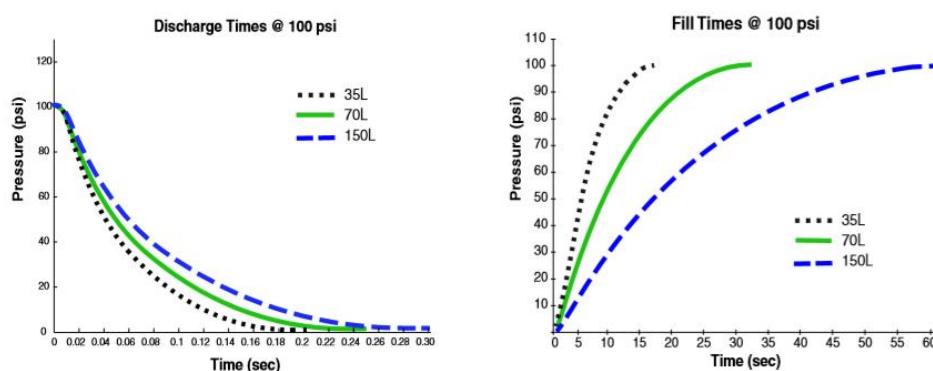 Discharge Times @ 100 psi
120
100
80
60
40
20
0
Pressure (psi)
35L
70L
150L
0 0.02 0.04 0.06 0.08 0.1 0.12 0.14 0.16 0.18 0.2 0.22 0.24 0.26 0.28 0.30
Time (sec)
Fill Times @ 100 psi
110
100
90
80
70
60
50
40
30
20
10
Pressure (psi)
35L
70L
150L
0 5 10 15 20 25 30 35 40 45 50 55 60
Time (sec)